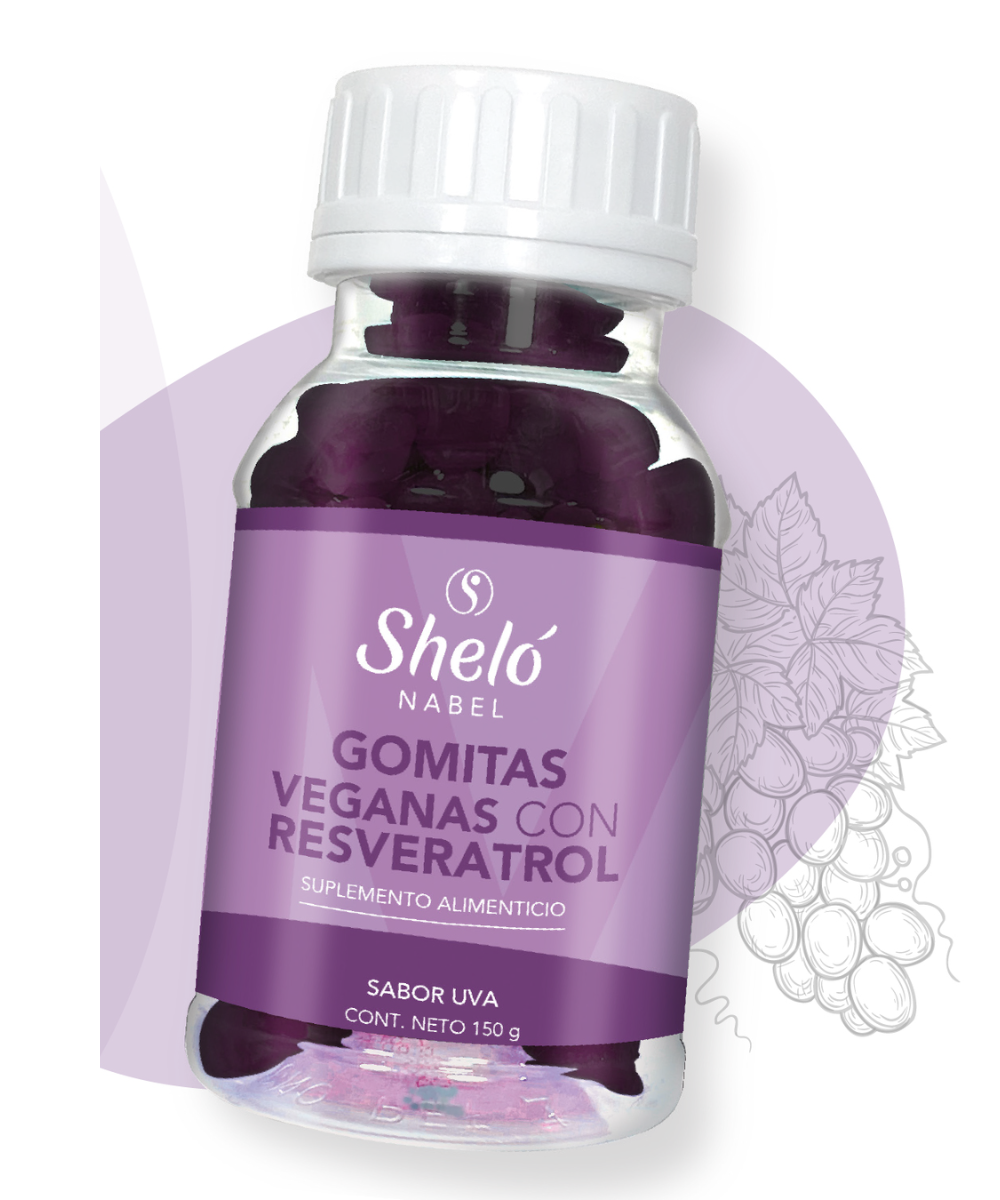 Sheló
NABEL
GOMITAS
VEGANAS CON
RESVERATROL
SUPLEMENTO ALIMENTICIO
SABOR UVA
CONT. NETO 150 g